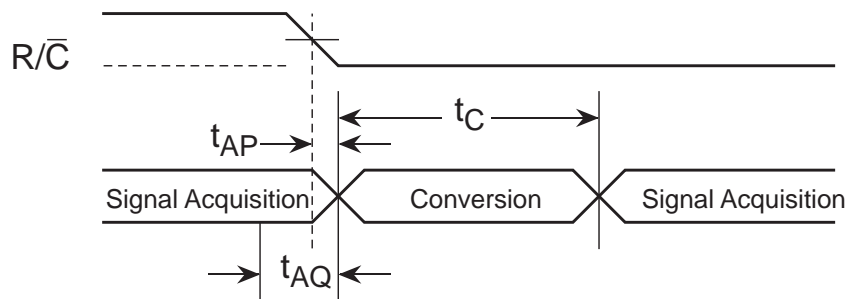 R/C̅
tC
tAP
Signal Acquisition
Conversion
Signal Acquisition
tAQ